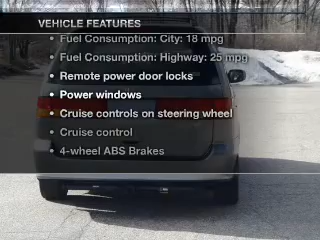 VEHICLE FEATURES
• Fuel Consumption: City: 18 mpg
• Fuel Consumption: Highway: 25 mpg
• Remote power door locks
• Power windows
• Cruise controls on steering wheel
• Cruise control
• 4-wheel ABS Brakes